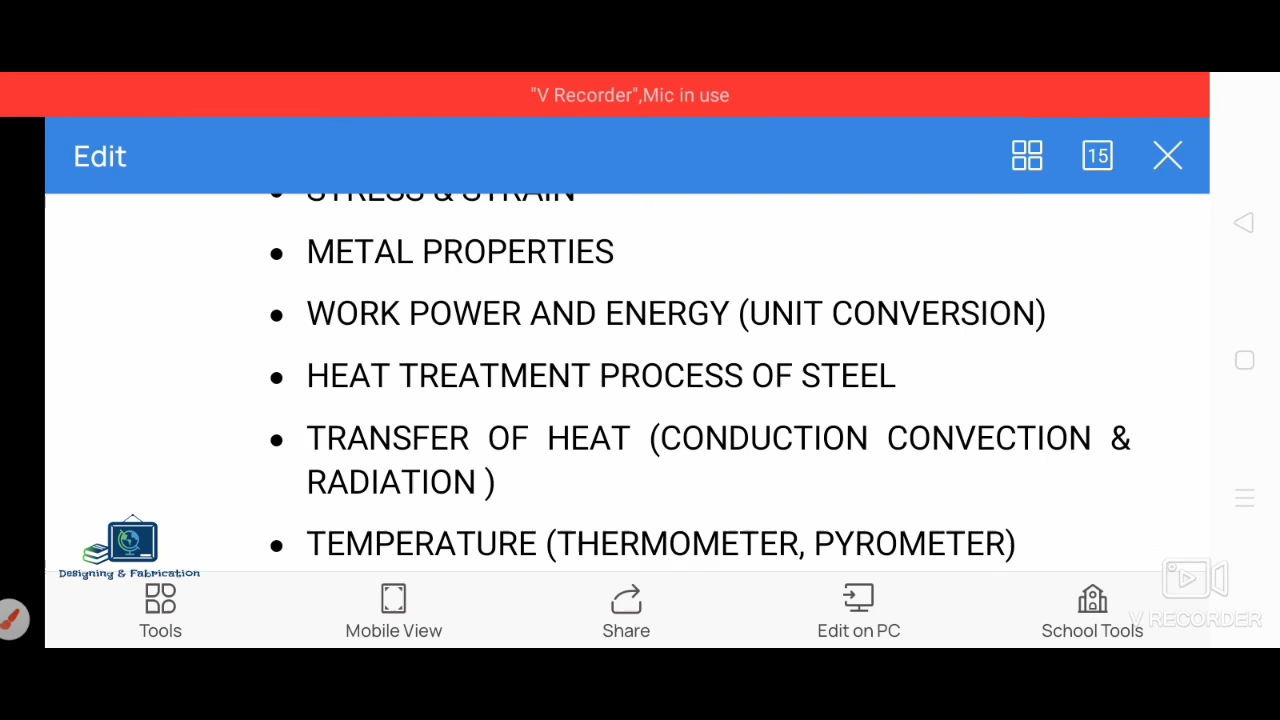 "V Recorder",Mic in use
Edit
15
STRESS & STRAIN
• METAL PROPERTIES
• WORK POWER AND ENERGY (UNIT CONVERSION)
• HEAT TREATMENT PROCESS OF STEEL
• TRANSFER OF HEAT (CONDUCTION CONVECTION &
RADIATION )
• TEMPERATURE (THERMOMETER, PYROMETER)
Designing & Fabrication
Tools
Mobile View
Share
Edit on PC
School Tools
V RECORDER